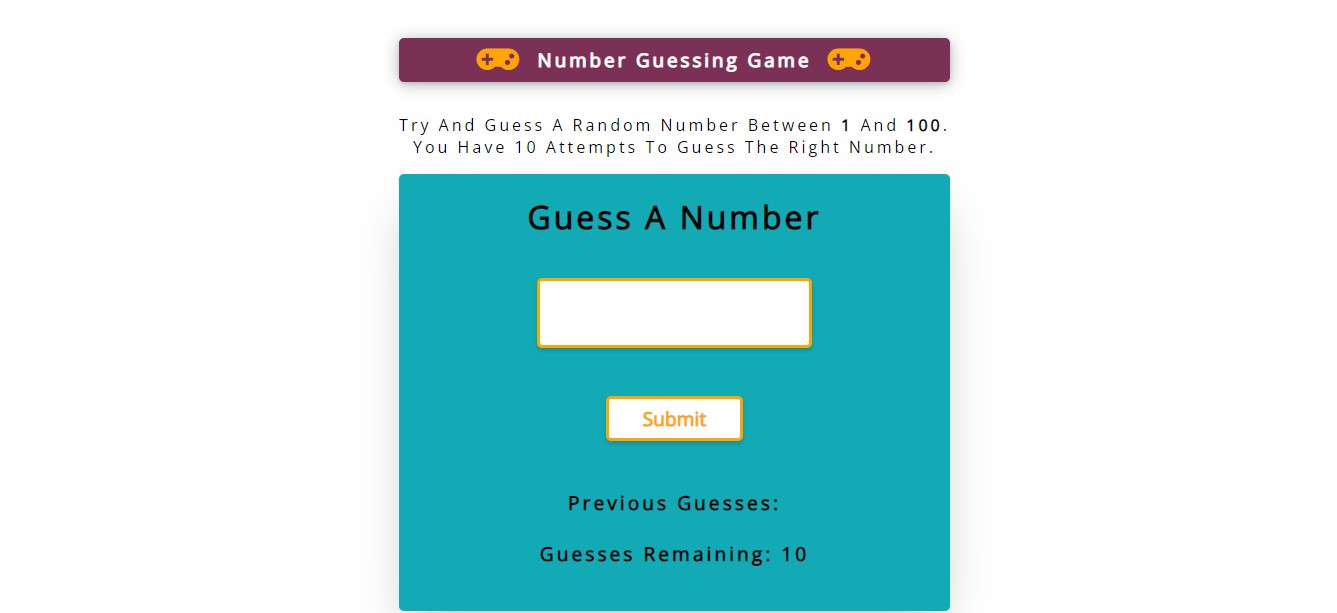 Number Guessing Game
Try And Guess A Random Number Between 1 And 100.
You Have 10 Attempts To Guess The Right Number.
Guess A Number
Submit
Previous Guesses:
Guesses Remaining: 10